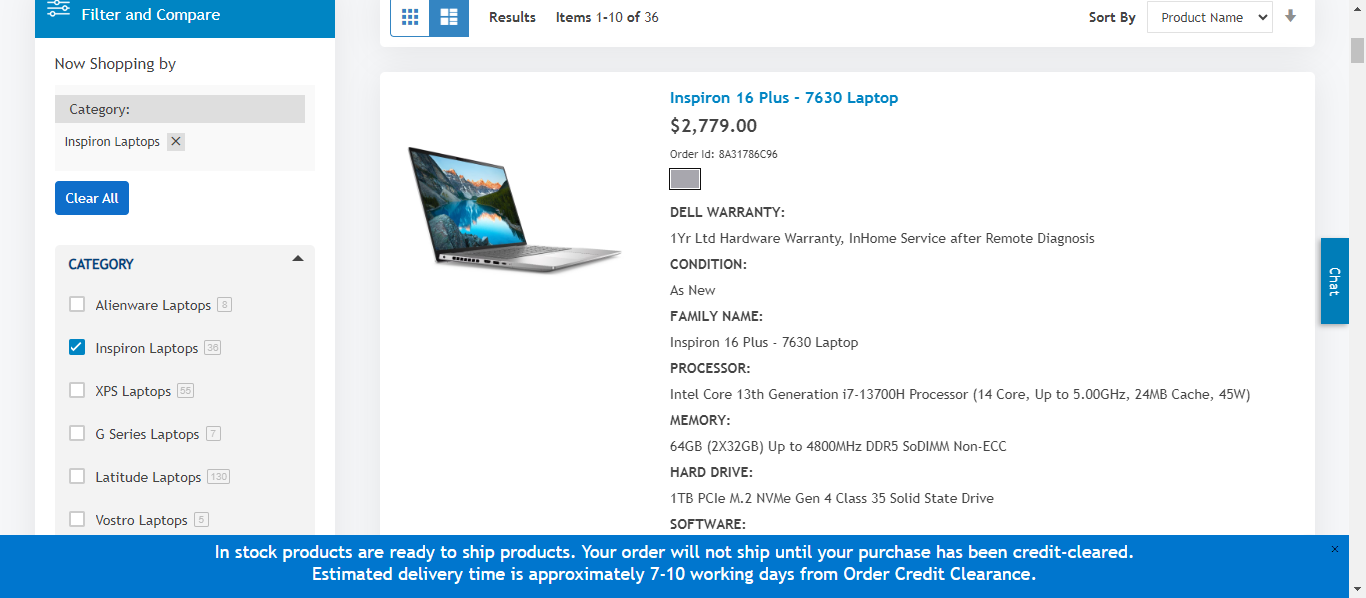 Filter and Compare
Now Shopping by
Category:
Inspiron Laptops
Clear All
CATEGORY
Alienware Laptops 8
Inspiron Laptops 36
XPS Laptops 55
G Series Laptops 7
Latitude Laptops 130
Vostro Laptops 5
Results Items 1-10 of 36
Sort By Product Name
Inspiron 16 Plus - 7630 Laptop
$2,779.00
Order Id: 8A31786C96
DELL WARRANTY:
1Yr Ltd Hardware Warranty, InHome Service after Remote Diagnosis
CONDITION:
As New
FAMILY NAME:
Inspiron 16 Plus - 7630 Laptop
PROCESSOR:
Intel Core 13th Generation i7-13700H Processor (14 Core, Up to 5.00GHz, 24MB Cache, 45W)
MEMORY:
64GB (2X32GB) Up to 4800MHz DDR5 SoDIMM Non-ECC
HARD DRIVE:
1TB PCIe M.2 NVMe Gen 4 Class 35 Solid State Drive
SOFTWARE:
Chat
In stock products are ready to ship products. Your order will not ship until your purchase has been credit-cleared.
Estimated delivery time is approximately 7-10 working days from Order Credit Clearance.